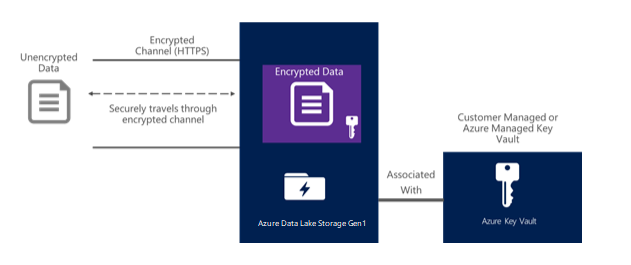 Unencrypted
Data
Encrypted
Channel (HTTPS)
Securely travels through
encrypted channel
Encrypted Data
Azure Data Lake Storage Gen1
Associated
With
Customer Managed or
Azure Managed Key
Vault
Azure Key Vault